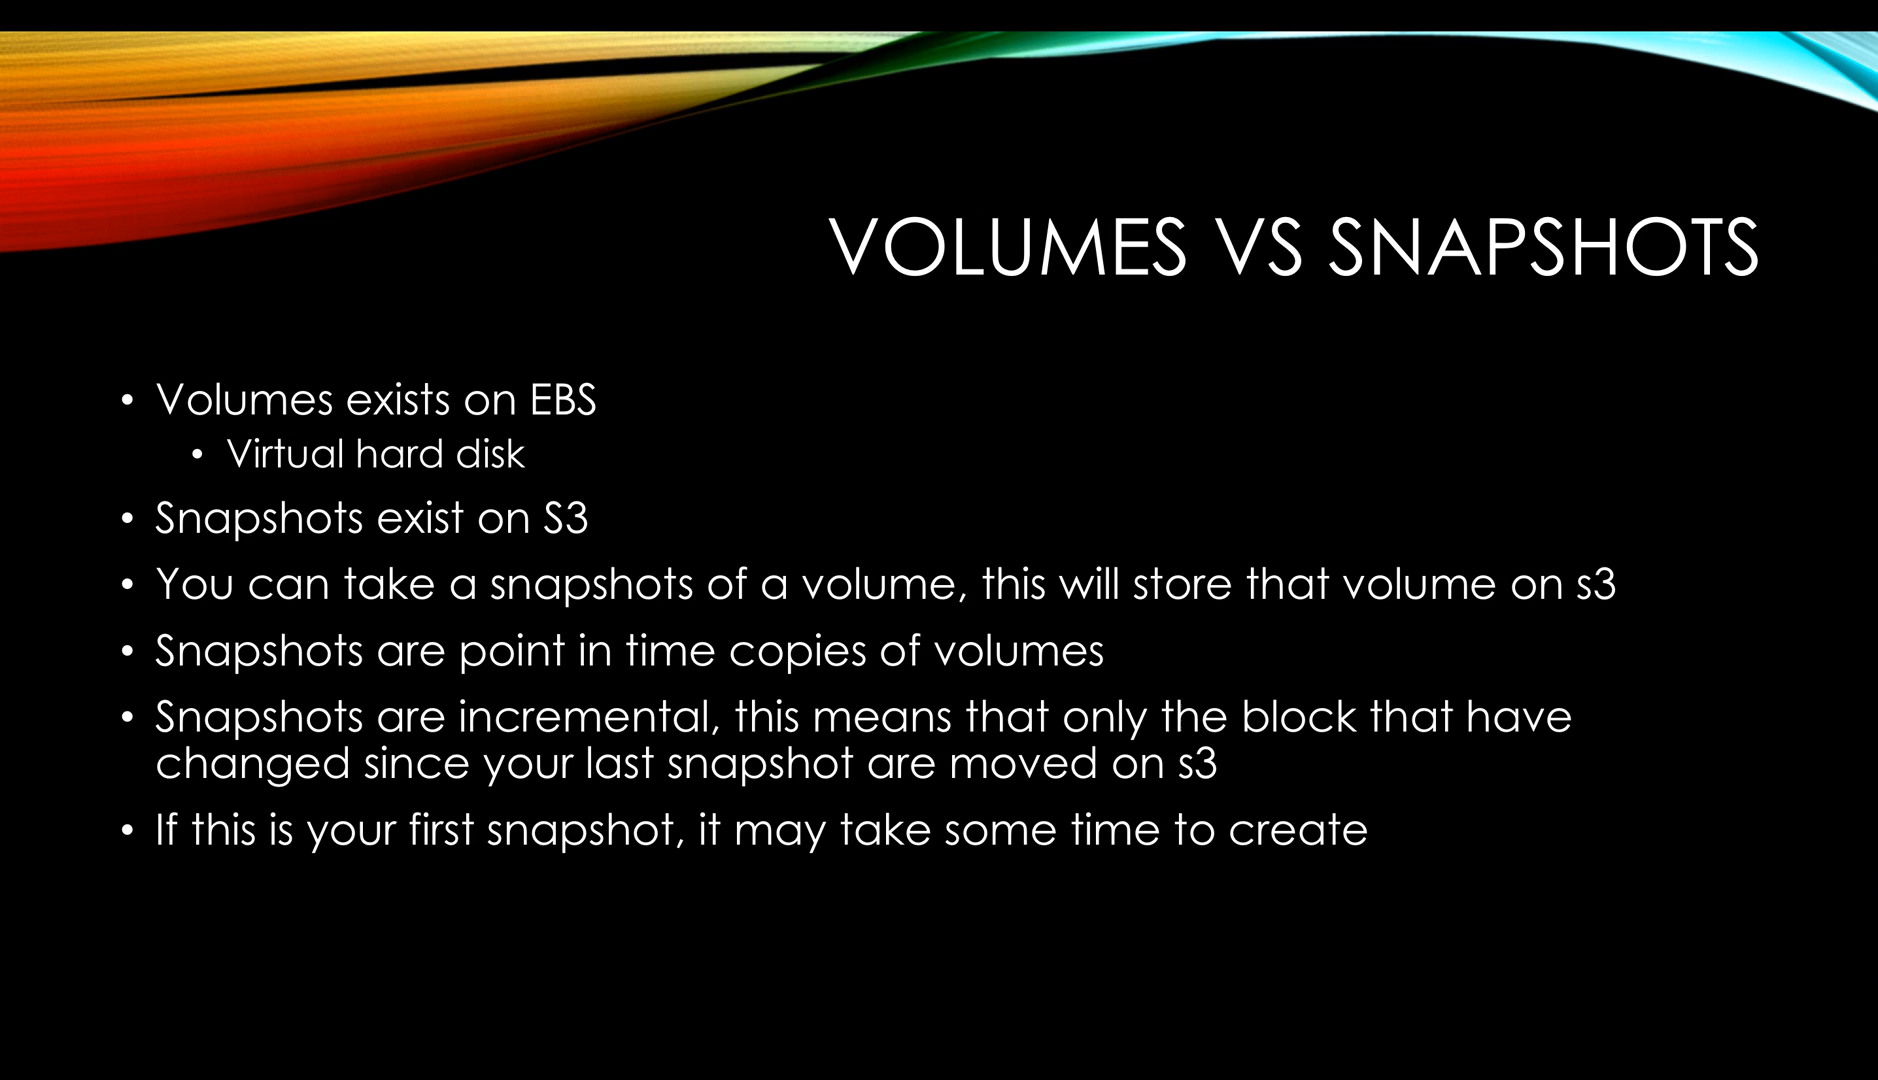 VOLUMES VS SNAPSHOTS
• Volumes exists on EBS
• Virtual hard disk
• Snapshots exist on S3
• You can take a snapshots of a volume, this will store that volume on s3
• Snapshots are point in time copies of volumes
• Snapshots are incremental, this means that only the block that have
changed since your last snapshot are moved on s3
• If this is your first snapshot, it may take some time to create